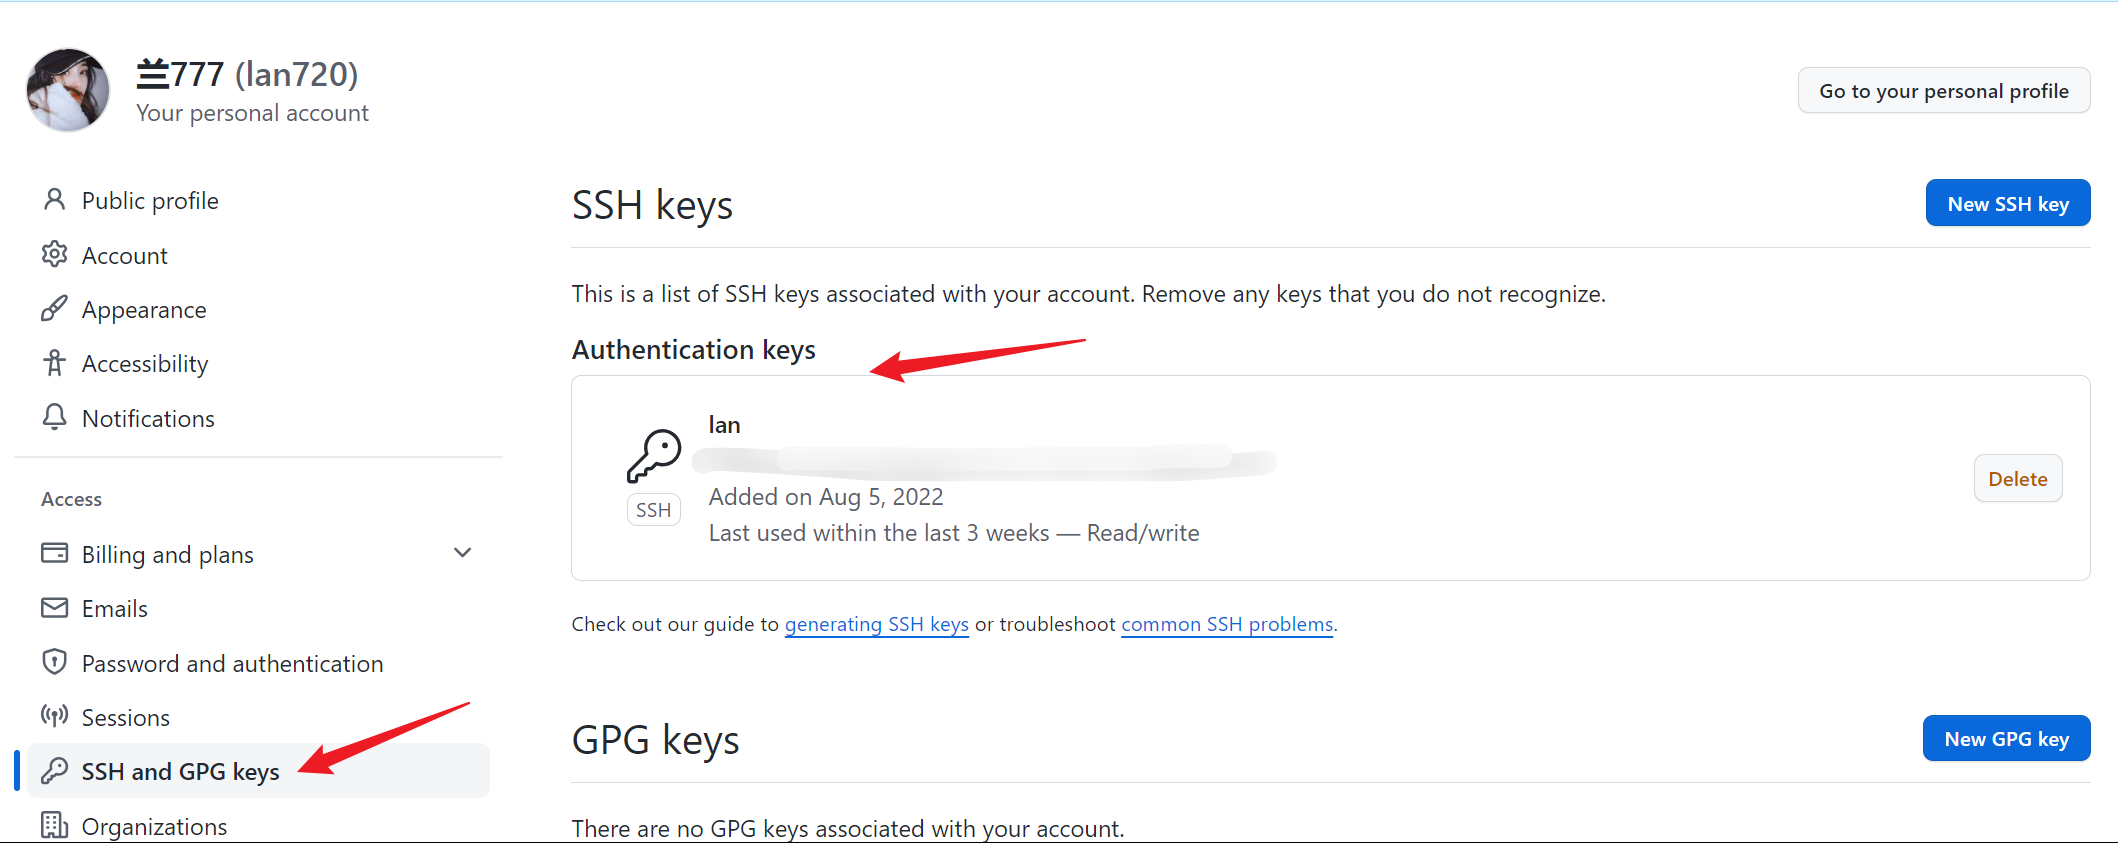 兰777 (lan720)
Your personal account
Go to your personal profile
Public profile
Account
Appearance
Accessibility
Notifications
Access
Billing and plans
Emails
Password and authentication
Sessions
SSH and GPG keys
Organizations
SSH keys
New SSH key
This is a list of SSH keys associated with your account. Remove any keys that you do not recognize.
Authentication keys
lan
SSH
Added on Aug 5, 2022
Last used within the last 3 weeks — Read/write
Delete
Check out our guide to generating SSH keys or troubleshoot common SSH problems.
GPG keys
New GPG key
There are no GPG keys associated with your account.